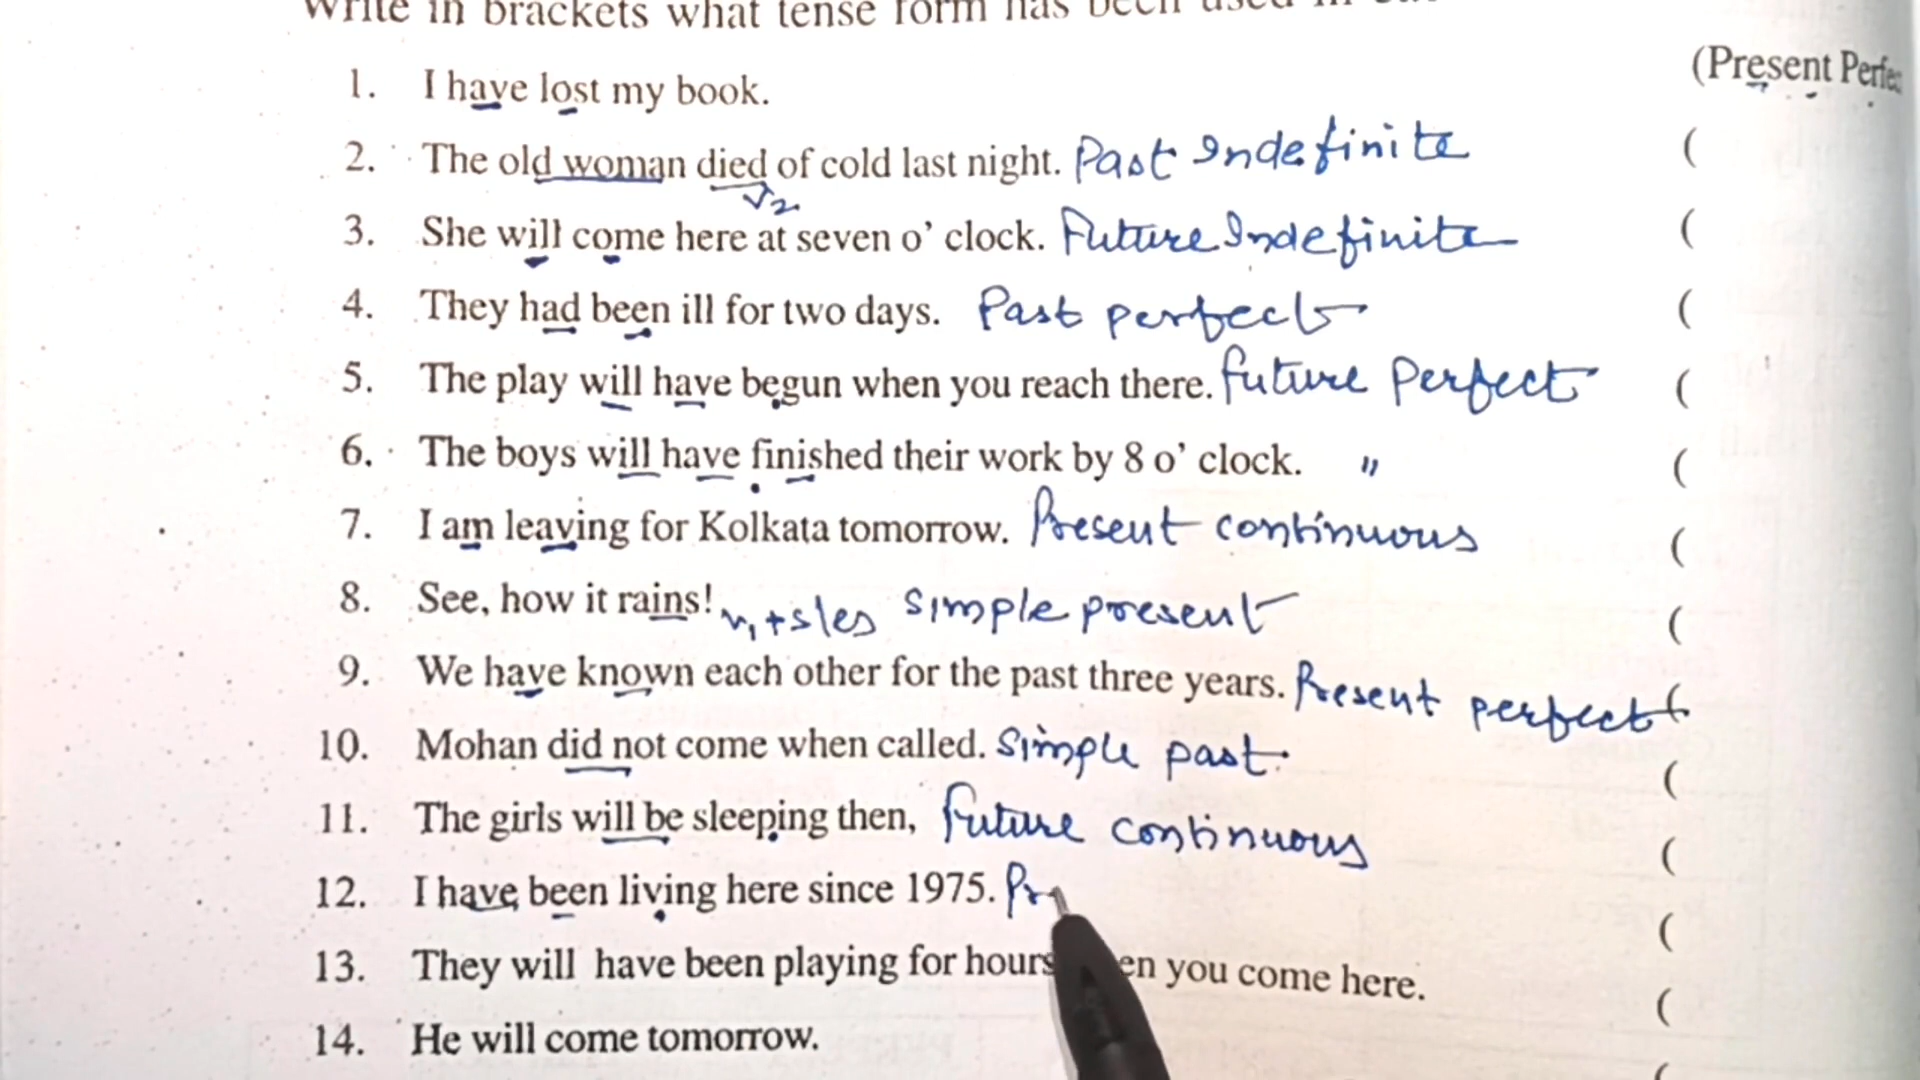 Write in brackets what tense form has been used in
1. I have lost my book. (Present Perfec
2. The old woman died of cold last night. Past Indefinite (
V2
3. She will come here at seven o' clock. Future Indefinite (
4. They had been ill for two days. Past perfect (
5. The play will have begun when you reach there. Future Perfect (
6. The boys will have finished their work by 8 o' clock. " (
7. I am leaving for Kolkata tomorrow. Present continuous (
8. See, how it rains! V1+s/es simple present (
9. We have known each other for the past three years. Present perfect (
10. Mohan did not come when called. Simple past. (
11. The girls will be sleeping then, Future continuous (
12. I have been living here since 1975. Pr (
13. They will have been playing for hours en you come here. (
14. He will come tomorrow. (